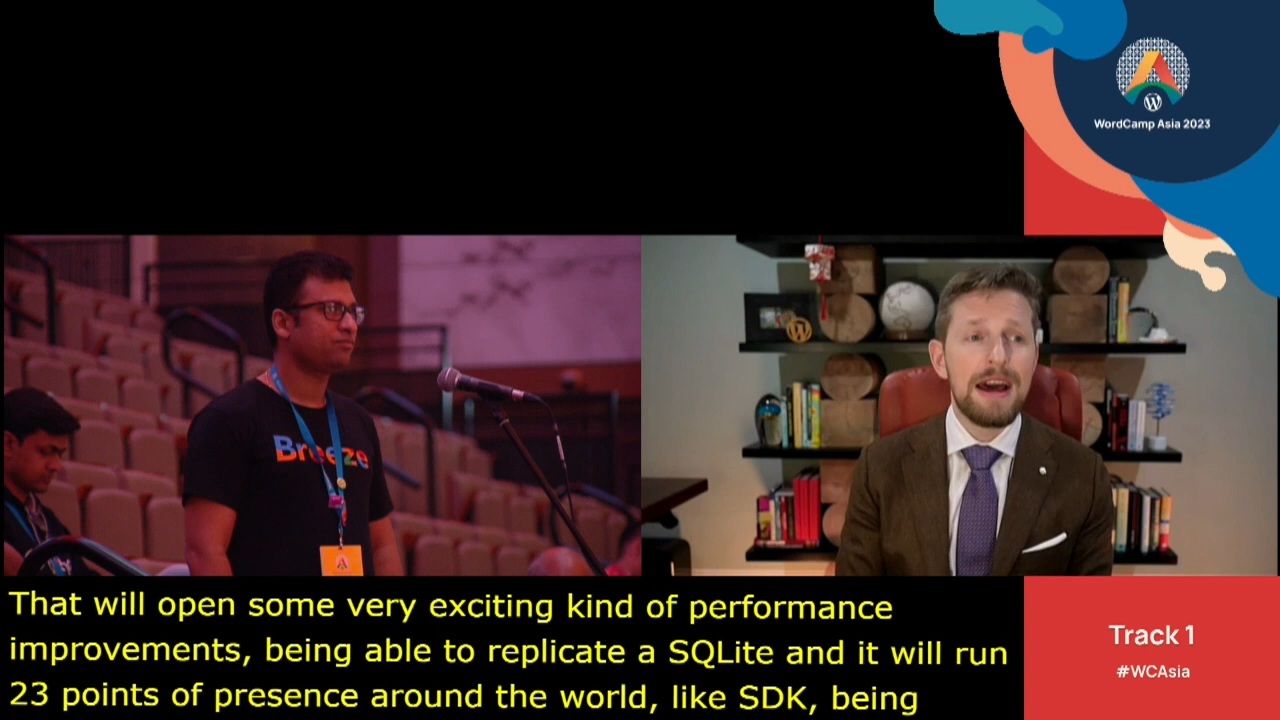 WordCamp Asia 2023
Breeze
That will open some very exciting kind of performance
improvements, being able to replicate a SQLite and it will run
23 points of presence around the world, like SDK, being
Track 1
#WCAsia